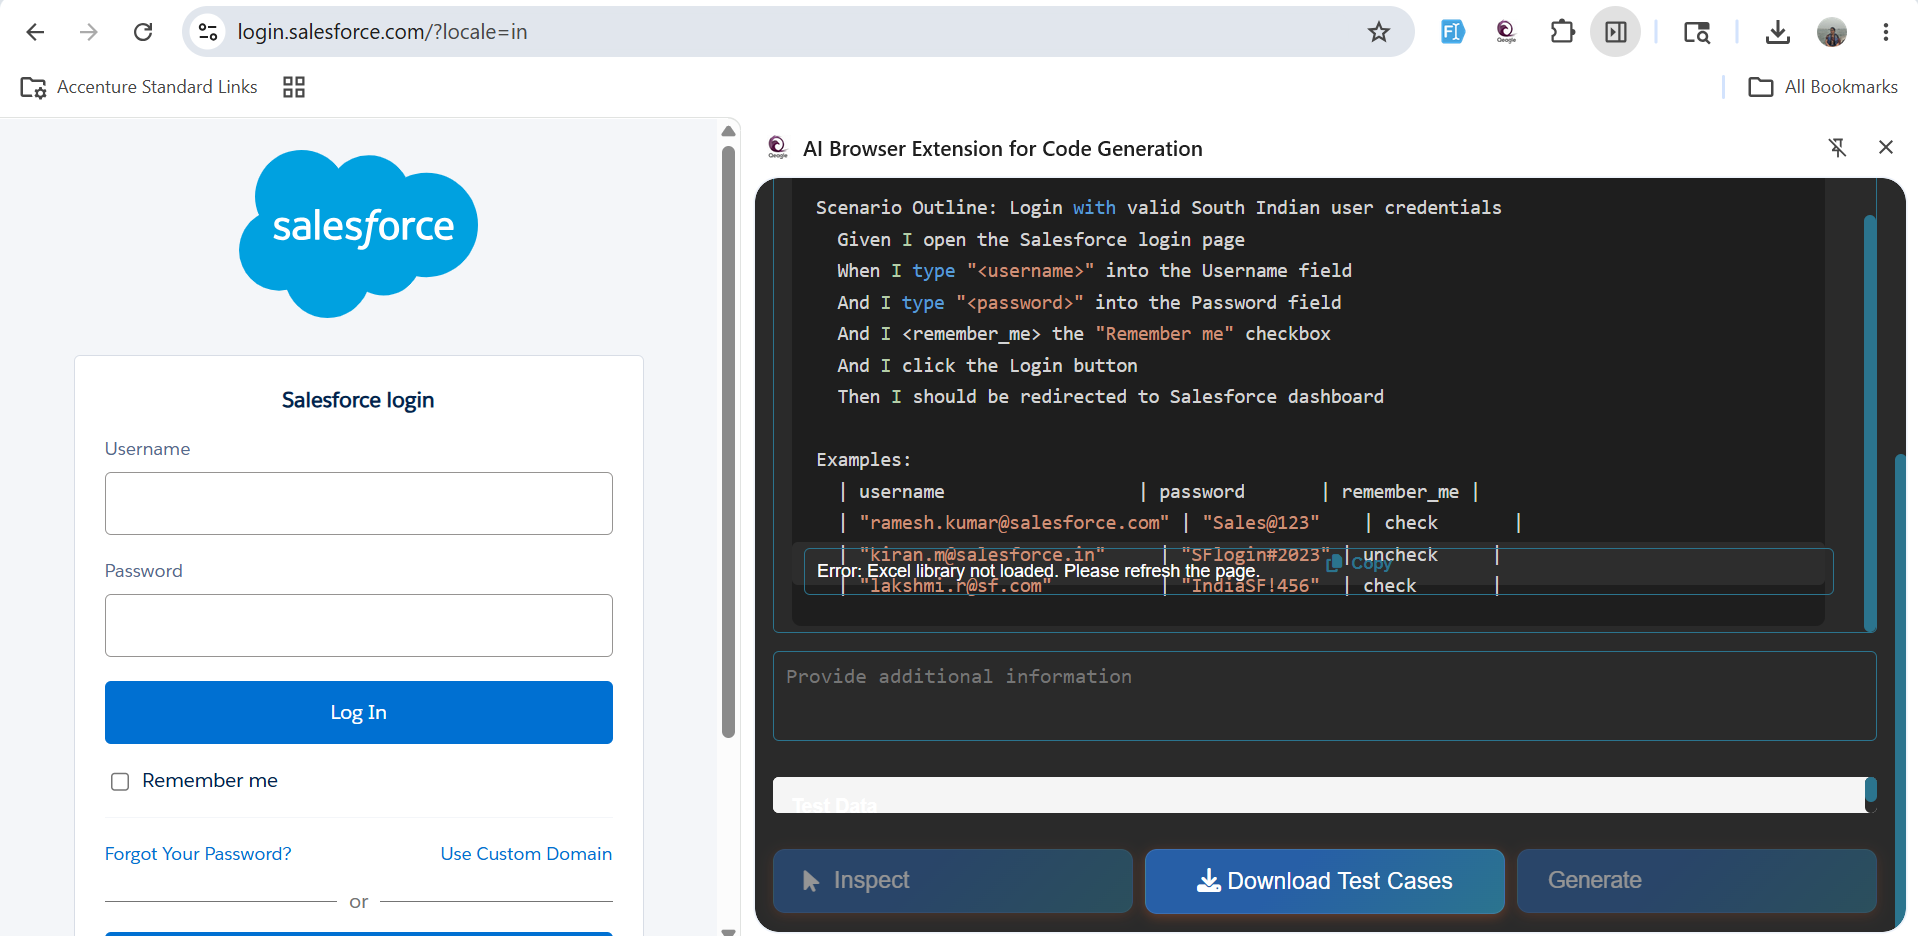 login.salesforce.com/?locale=in
Accenture Standard Links
All Bookmarks
salesforce
Salesforce login
Username
Password
Log In
Remember me
Forgot Your Password? Use Custom Domain
or
Qeagle AI Browser Extension for Code Generation
Scenario Outline: Login with valid South Indian user credentials
Given I open the Salesforce login page
When I type "<username>" into the Username field
And I type "<password>" into the Password field
And I <remember_me> the "Remember me" checkbox
And I click the Login button
Then I should be redirected to Salesforce dashboard
Examples:
| username | password | remember_me |
| "ramesh.kumar@salesforce.com" | "Sales@123" | check |
| "kiran.m@salesforce.in" | "SFlogin#2023" | uncheck |
Copy
Error: Excel library not loaded. Please refresh the page.
| "lakshmi.r@sf.com" | "IndiaSF!456" | check |
Provide additional information
Test Data
Inspect
Download Test Cases
Generate